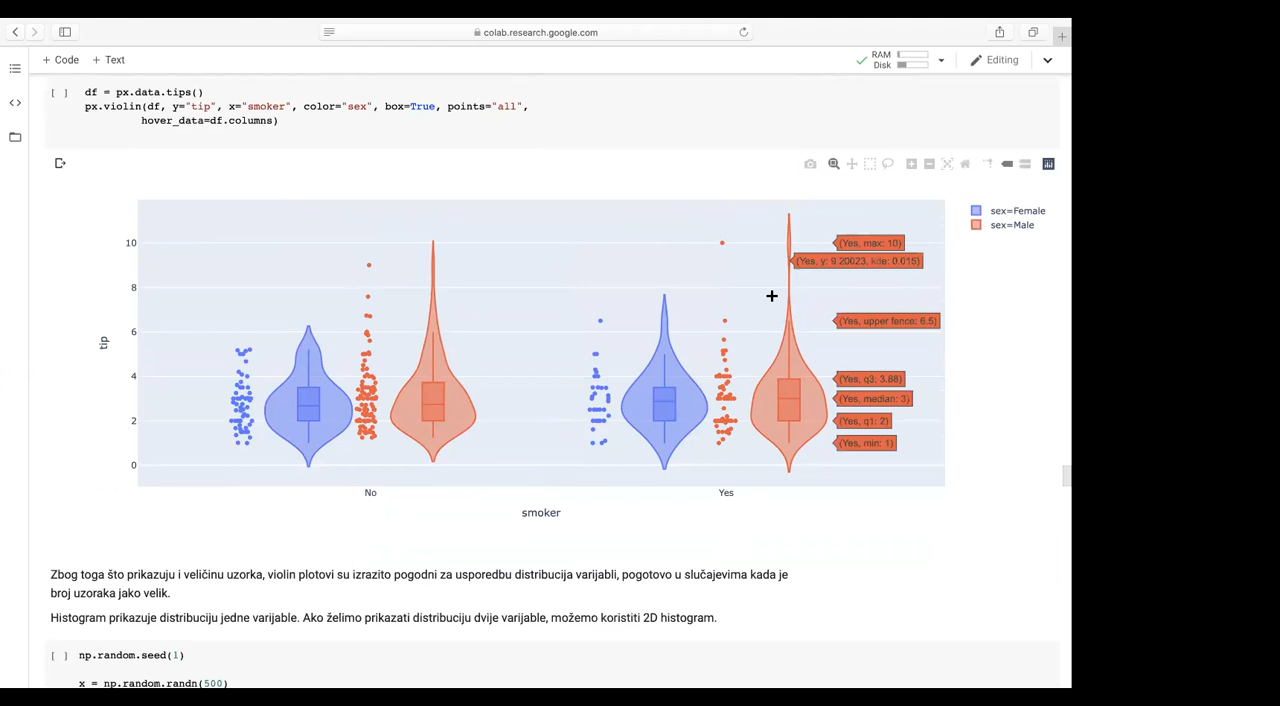 colab.research.google.com
+ Code + Text
RAM
Disk
Editing
[ ] df = px.data.tips()
px.violin(df, y="tip", x="smoker", color="sex", box=True, points="all",
hover_data=df.columns)
sex=Female
sex=Male
10
8
6
4
2
0
tip
(Yes, max: 10)
(Yes, y: 9.20023, kde: 0.015)
(Yes, upper fence: 6.5)
(Yes, q3: 3.88)
(Yes, median: 3)
(Yes, q1: 2)
(Yes, min: 1)
No
Yes
smoker
Zbog toga što prikazuju i veličinu uzorka, violin plotovi su izrazito pogodni za usporedbu distribucija varijabli, pogotovo u slučajevima kada je
broj uzoraka jako velik.
Histogram prikazuje distribuciju jedne varijable. Ako želimo prikazati distribuciju dvije varijable, možemo koristiti 2D histogram.
[ ] np.random.seed(1)
x = np.random.randn(500)